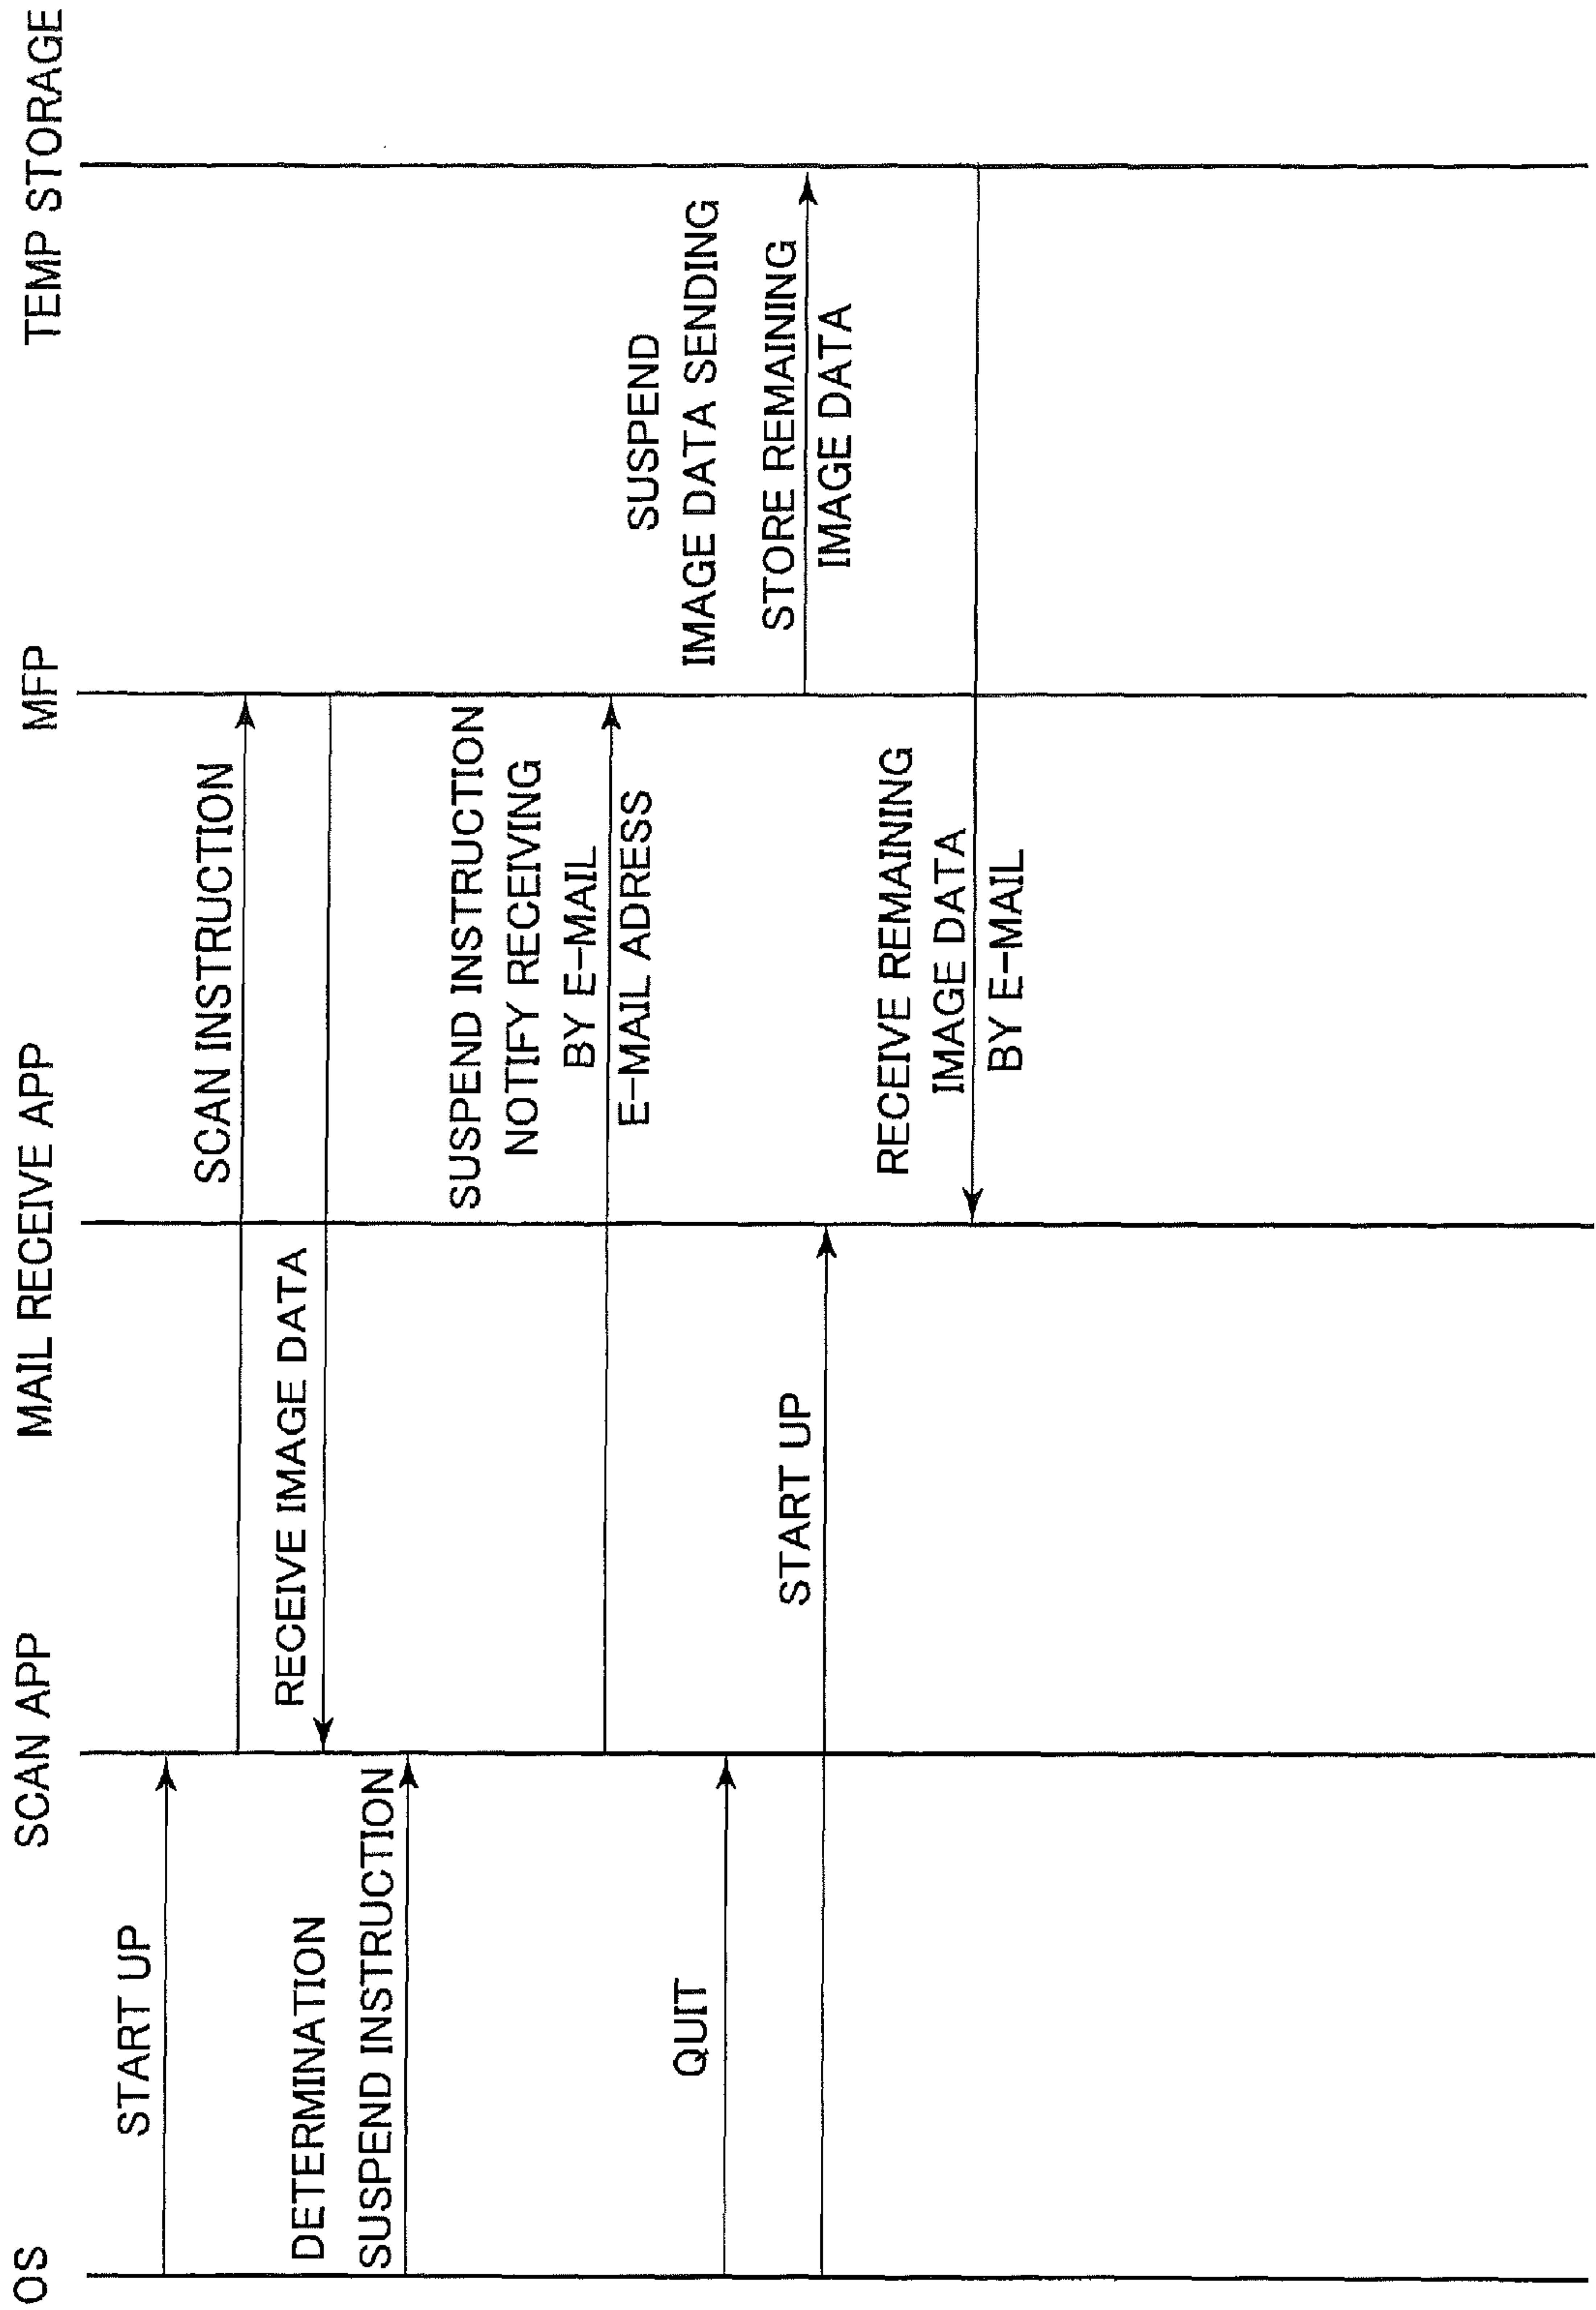 OS
SCAN APP
MAIL RECEIVE APP
MFP
TEMP STORAGE
START UP
SCAN INSTRUCTION
RECEIVE IMAGE DATA
DETERMINATION
SUSPEND INSTRUCTION
SUSPEND INSTRUCTION
NOTIFY RECEIVING
BY E-MAIL
E-MAIL ADRESS
SUSPEND
IMAGE DATA SENDING
QUIT
STORE REMAINING
IMAGE DATA
START UP
RECEIVE REMAINING
IMAGE DATA
BY E-MAIL